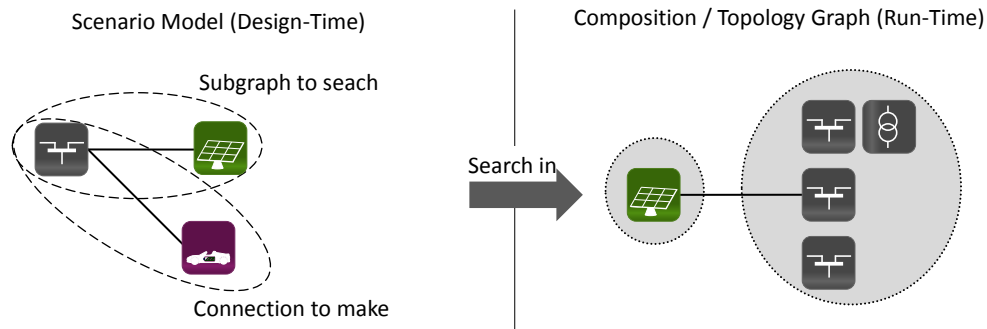 Scenario Model (Design-Time)
Composition / Topology Graph (Run-Time)
Subgraph to seach
Search in
Connection to make